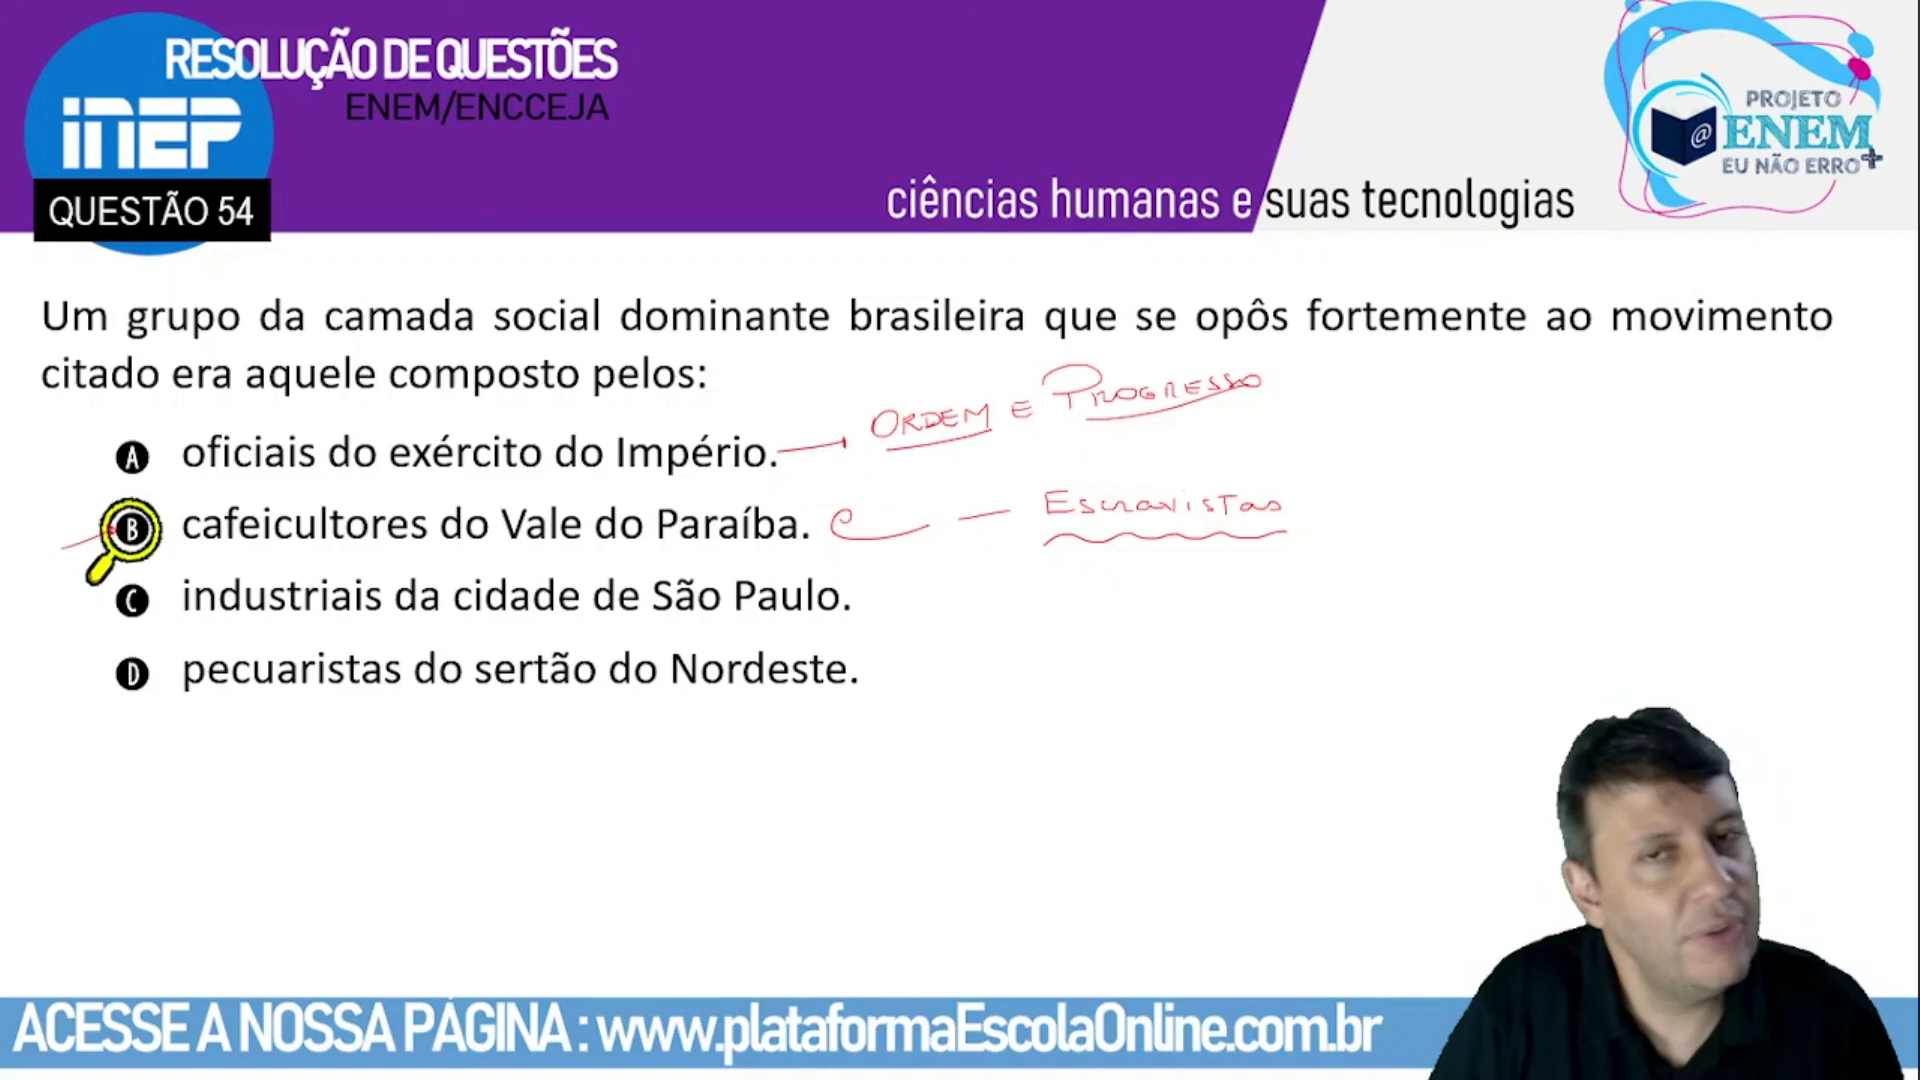 RESOLUÇÃO DE QUESTÕES
ENEM/ENCCEJA
inep
QUESTÃO 54
ciências humanas e suas tecnologias
PROJETO
@ ENEM
EU NÃO ERRO+
Um grupo da camada social dominante brasileira que se opôs fortemente ao movimento
citado era aquele composto pelos:
ORDEM E PROGRESSO
A oficiais do exército do Império.
B cafeicultores do Vale do Paraíba.
Escravistas
C industriais da cidade de São Paulo.
D pecuaristas do sertão do Nordeste.
ACESSE A NOSSA PÁGINA : www.plataformaEscolaOnline.com.br